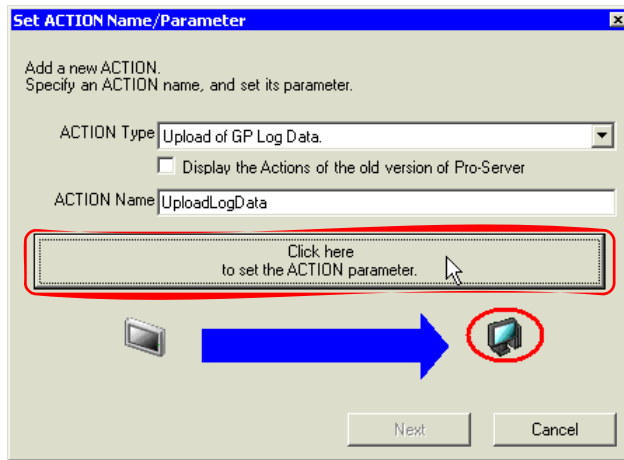 Set ACTION Name/Parameter
Add a new ACTION.
Specify an ACTION name, and set its parameter.
ACTION Type Upload of GP Log Data.
Display the Actions of the old version of Pro-Server
ACTION Name UploadLogData
Click here
to set the ACTION parameter.
Next Cancel